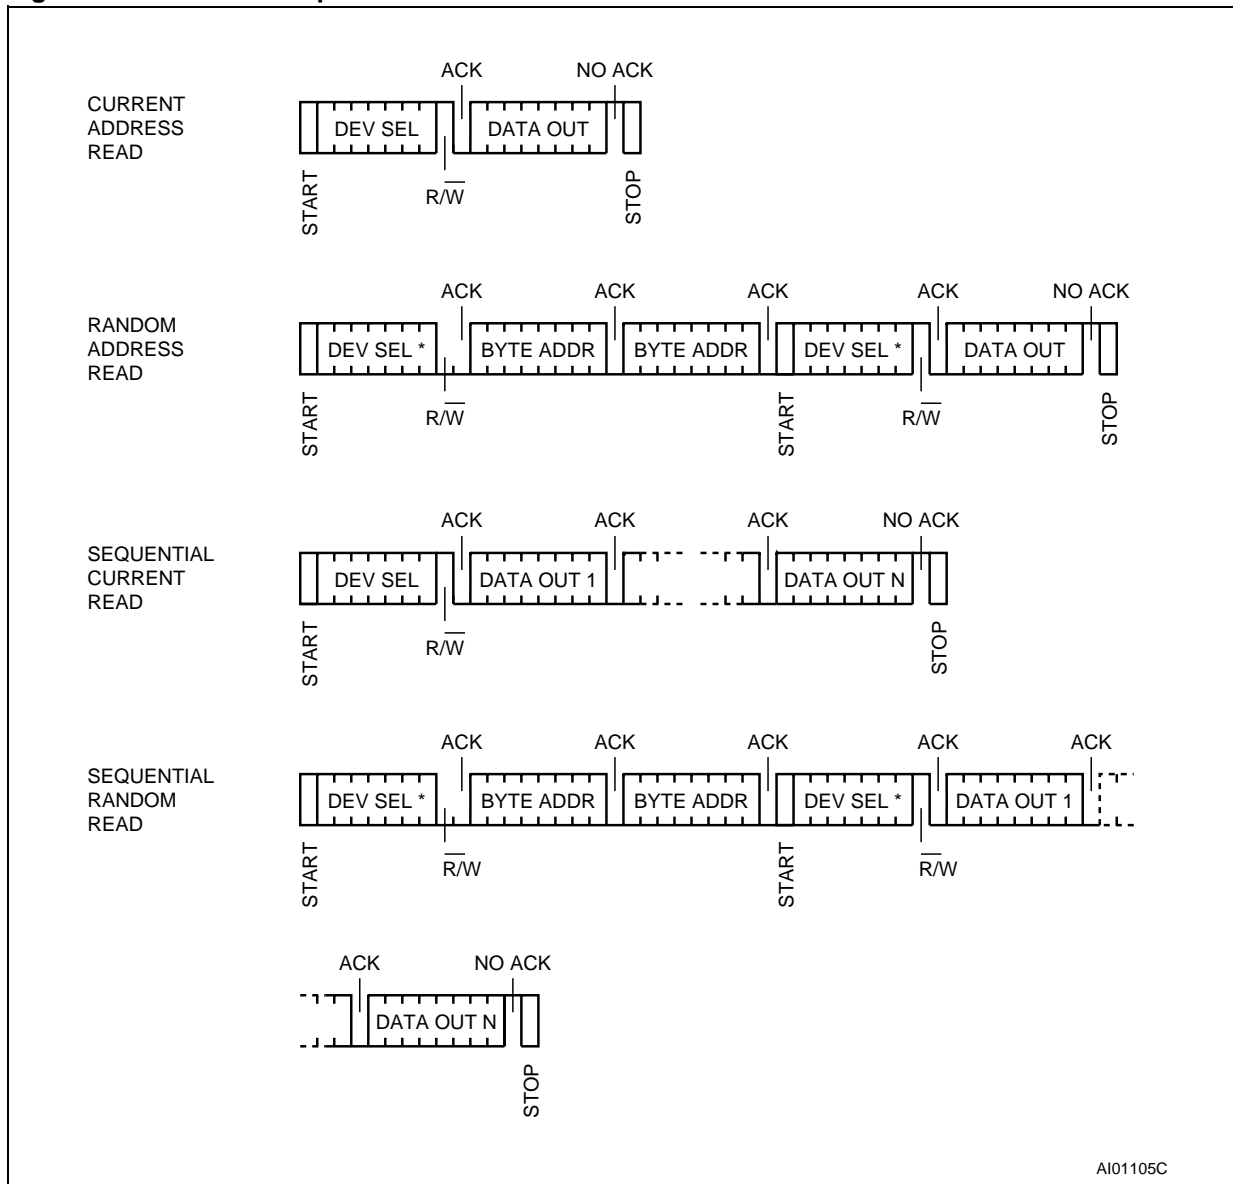 ACK NO ACK
CURRENT
ADDRESS
READ
DEV SEL DATA OUT
R/W̅
START STOP
ACK ACK ACK ACK NO ACK
RANDOM
ADDRESS
READ
DEV SEL * BYTE ADDR BYTE ADDR DEV SEL * DATA OUT
R/W̅ R/W̅
START START STOP
ACK ACK ACK NO ACK
SEQUENTIAL
CURRENT
READ
DEV SEL DATA OUT 1 DATA OUT N
R/W̅
START STOP
ACK ACK ACK ACK ACK
SEQUENTIAL
RANDOM
READ
DEV SEL * BYTE ADDR BYTE ADDR DEV SEL * DATA OUT 1
R̅/W R̅/W
START START
ACK NO ACK
DATA OUT N
STOP
AI01105C